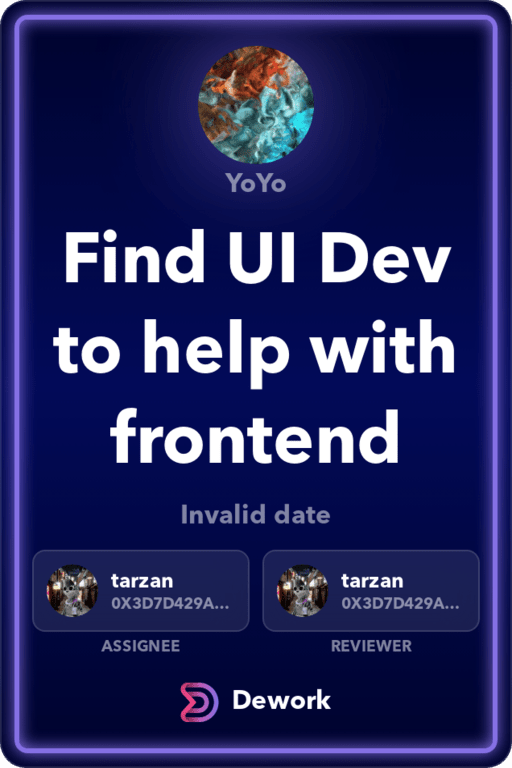 YoYo
Find UI Dev
to help with
frontend
Invalid date
tarzan
0X3D7D429A...
tarzan
0X3D7D429A...
ASSIGNEE
REVIEWER
Dework